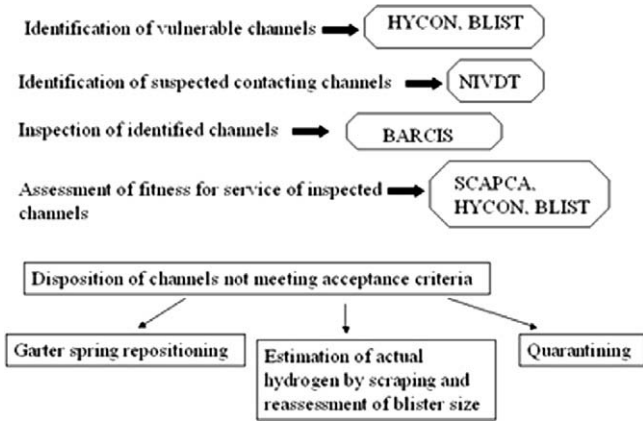 Identification of vulnerable channels
HYCON, BLIST
Identification of suspected contacting channels
NIVDT
Inspection of identified channels
BARCIS
Assessment of fitness for service of inspected
channels
SCAPCA,
HYCON, BLIST
Disposition of channels not meeting acceptance criteria
Garter spring repositioning
Estimation of actual
hydrogen by scraping and
reassessment of blister size
Quarantining